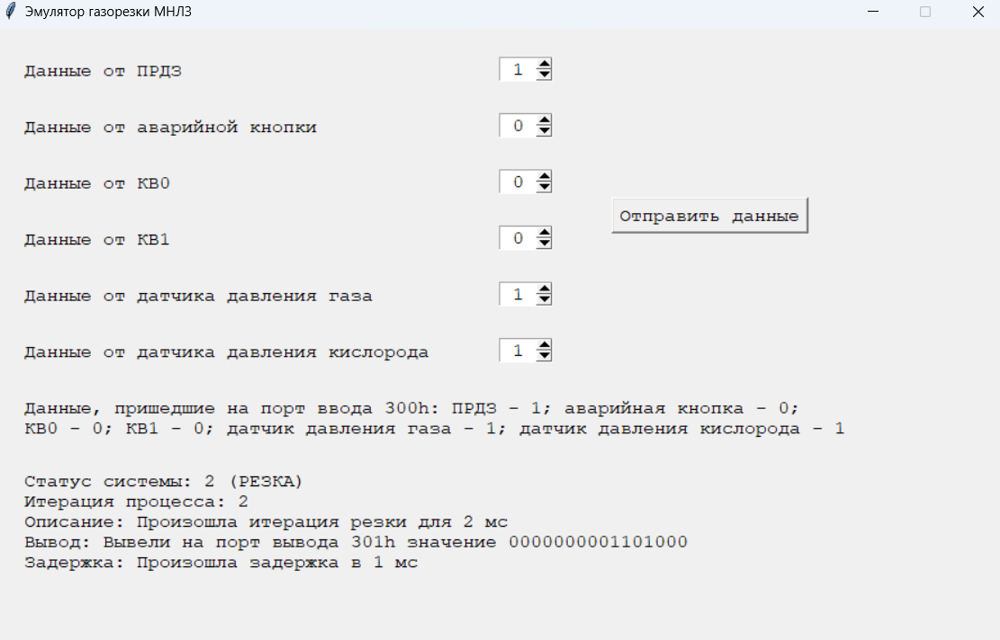 Эмулятор газорезки МНЛЗ
Данные от ПРДЗ 1
Данные от аварийной кнопки 0
Данные от КВ0 0
Отправить данные
Данные от КВ1 0
Данные от датчика давления газа 1
Данные от датчика давления кислорода 1
Данные, пришедшие на порт ввода 300h: ПРДЗ - 1; аварийная кнопка - 0;
КВ0 - 0; КВ1 - 0; датчик давления газа - 1; датчик давления кислорода - 1
Статус системы: 2 (РЕЗКА)
Итерация процесса: 2
Описание: Произошла итерация резки для 2 мс
Вывод: Вывели на порт вывода 301h значение 0000000001101000
Задержка: Произошла задержка в 1 мс